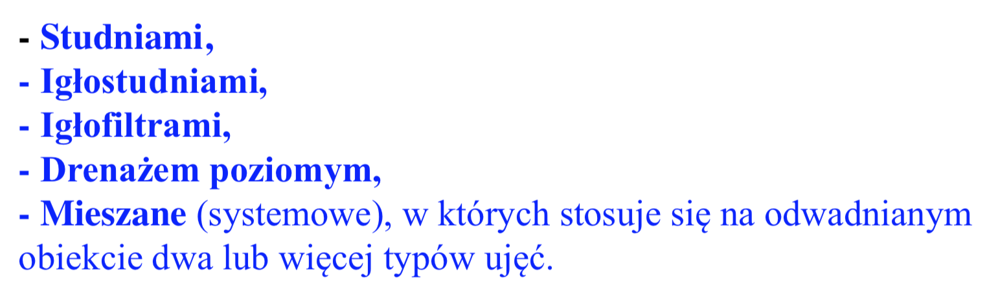 - Studniami,
- Igłostudniami,
- Igłofiltrami,
- Drenażem poziomym,
- Mieszane (systemowe), w których stosuje się na odwadnianym
obiekcie dwa lub więcej typów ujęć.